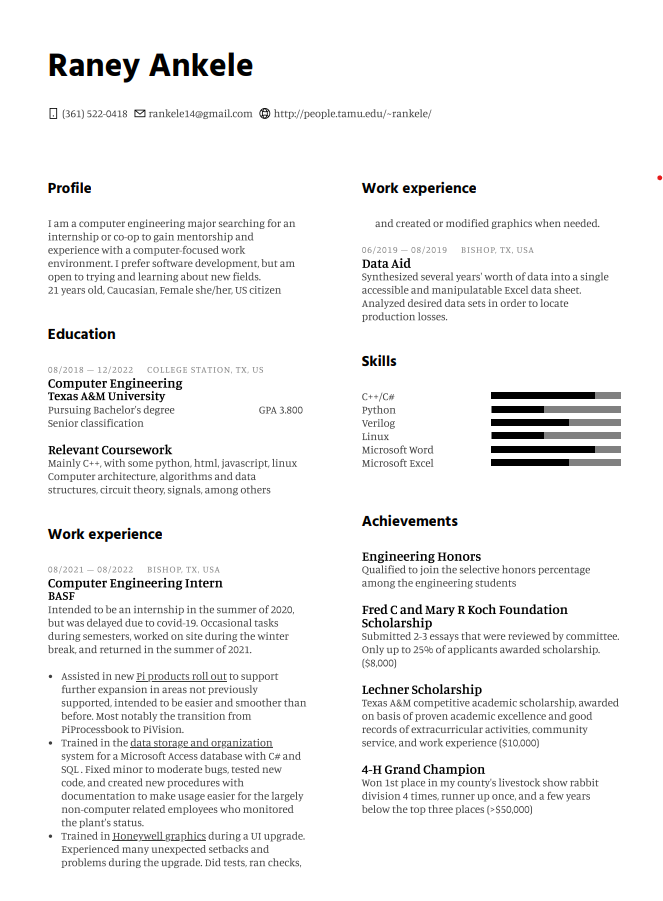 Raney Ankele
(361) 522-0418 rankele14@gmail.com http://people.tamu.edu/~rankele/
Profile
I am a computer engineering major searching for an
internship or co-op to gain mentorship and
experience with a computer-focused work
environment. I prefer software development, but am
open to trying and learning about new fields.
21 years old, Caucasian, Female she/her, US citizen
Education
08/2018 — 12/2022 COLLEGE STATION, TX, US
Computer Engineering
Texas A&M University
Pursuing Bachelor's degree GPA 3.800
Senior classification
Relevant Coursework
Mainly C++, with some python, html, javascript, linux
Computer architecture, algorithms and data
structures, circuit theory, signals, among others
Work experience
08/2021 — 08/2022 BISHOP, TX, USA
Computer Engineering Intern
BASF
Intended to be an internship in the summer of 2020,
but was delayed due to covid-19. Occasional tasks
during semesters, worked on site during the winter
break, and returned in the summer of 2021.
• Assisted in new Pi products roll out to support
further expansion in areas not previously
supported, intended to be easier and smoother than
before. Most notably the transition from
PiProcessbook to PiVision.
• Trained in the data storage and organization
system for a Microsoft Access database with C# and
SQL . Fixed minor to moderate bugs, tested new
code, and created new procedures with
documentation to make usage easier for the largely
non-computer related employees who monitored
the plant's status.
• Trained in Honeywell graphics during a UI upgrade.
Experienced many unexpected setbacks and
problems during the upgrade. Did tests, ran checks,
Work experience
and created or modified graphics when needed.
06/2019 — 08/2019 BISHOP, TX, USA
Data Aid
Synthesized several years' worth of data into a single
accessible and manipulatable Excel data sheet.
Analyzed desired data sets in order to locate
production losses.
Skills
C++/C#
Python
Verilog
Linux
Microsoft Word
Microsoft Excel
Achievements
Engineering Honors
Qualified to join the selective honors percentage
among the engineering students
Fred C and Mary R Koch Foundation
Scholarship
Submitted 2-3 essays that were reviewed by committee.
Only up to 25% of applicants awarded scholarship.
($8,000)
Lechner Scholarship
Texas A&M competitive academic scholarship, awarded
on basis of proven academic excellence and good
records of extracurricular activities, community
service, and work experience ($10,000)
4-H Grand Champion
Won 1st place in my county's livestock show rabbit
division 4 times, runner up once, and a few years
below the top three places (>$50,000)